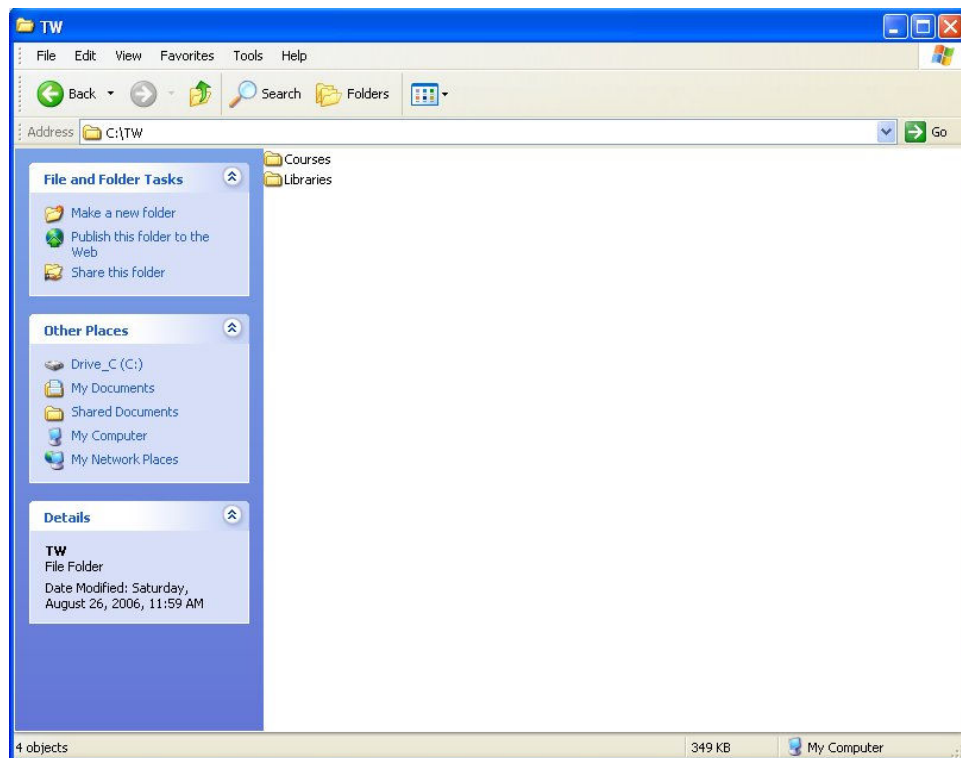 TW
File Edit View Favorites Tools Help
Back Search Folders
Address C:\TW Go
Courses
Libraries
File and Folder Tasks
Make a new folder
Publish this folder to the
Web
Share this folder
Other Places
Drive_C (C:)
My Documents
Shared Documents
My Computer
My Network Places
Details
TW
File Folder
Date Modified: Saturday,
August 26, 2006, 11:59 AM
4 objects 349 KB My Computer